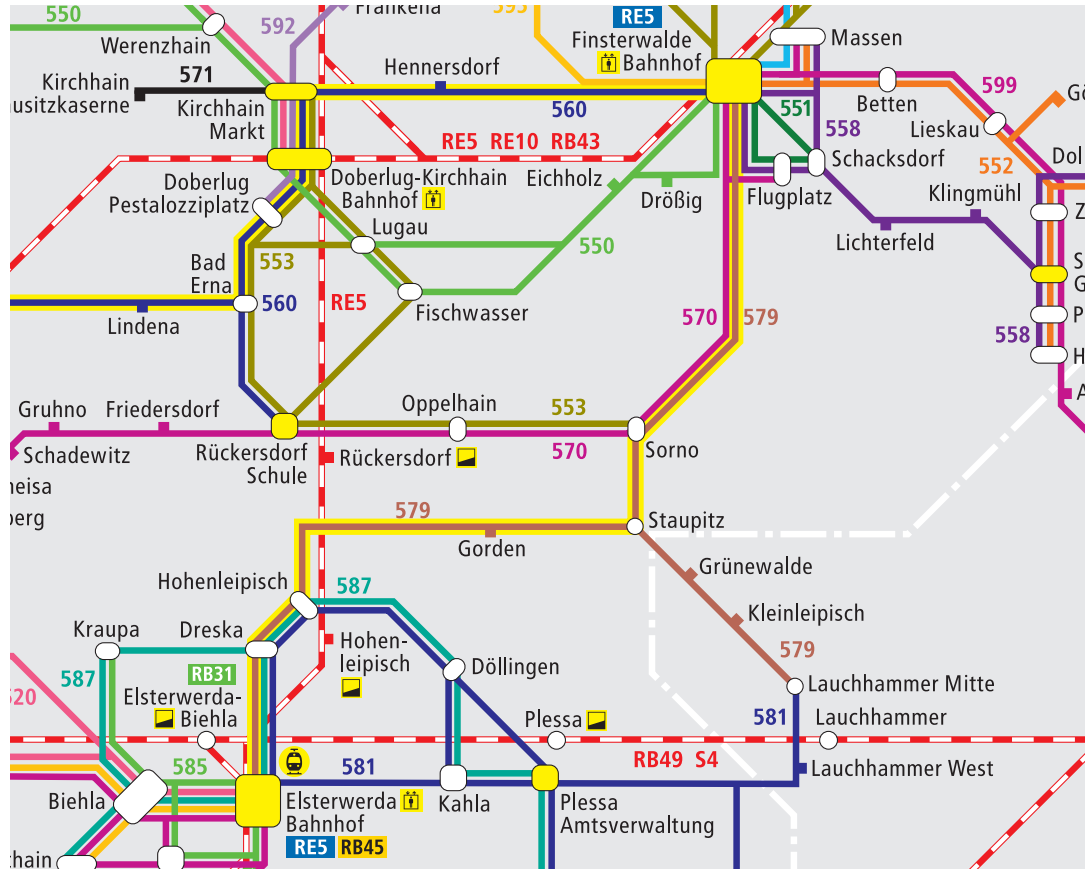 550
Werenzhain
592
Frankena
595
RE5
Finsterwalde
Bahnhof
Massen
Kirchhain
571
Hennersdorf
Kirchhain
Markt
560
551
558
Betten
599
Lieskau
552
RE5 RE10 RB43
Doberlug-Kirchhain
Bahnhof
Doberlug
Pestalozziplatz
Eichholz
Drößig
Flugplatz
Schacksdorf
Klingmühl
Lichterfeld
Lugau
550
Bad
Erna
553
560
RE5
Lindena
Fischwasser
570
579
558
Gruhno
Friedersdorf
Schadewitz
Oppelhain
553
570
Sorno
Rückersdorf
Schule
Rückersdorf
579
Gorden
Staupitz
Grünewalde
Kleinleipisch
579
Hohenleipisch
587
Kraupa
Dreska
587
RB31
Elsterwerda-
Biehla
Hohen-
leipisch
Döllingen
Plessa
Lauchhammer Mitte
581
Lauchhammer
RB49 S4
Lauchhammer West
585
581
Biehla
Elsterwerda
Bahnhof
RE5 RB45
Kahla
Plessa
Amtsverwaltung